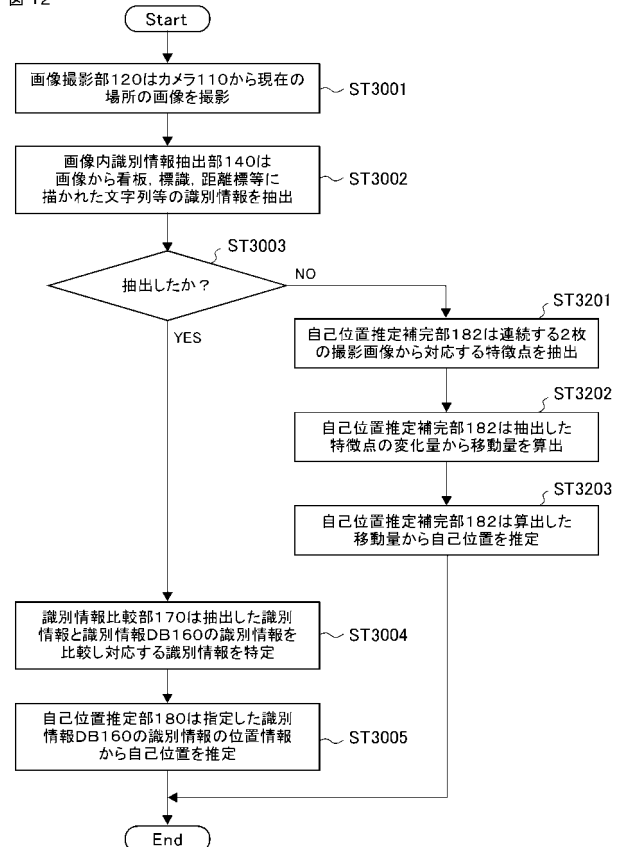 図 12
Start
画像撮影部120はカメラ110から現在の
場所の画像を撮影
ST3001
画像内識別情報抽出部140は
画像から看板,標識,距離標等に
描かれた文字列等の識別情報を抽出
ST3002
ST3003
抽出したか？
NO
YES
ST3201
自己位置推定補完部182は連続する2枚
の撮影画像から対応する特徴点を抽出
ST3202
自己位置推定補完部182は抽出した
特徴点の変化量から移動量を算出
ST3203
自己位置推定補完部182は算出した
移動量から自己位置を推定
識別情報比較部170は抽出した識別
情報と識別情報DB160の識別情報を
比較し対応する識別情報を特定
ST3004
自己位置推定部180は指定した識別
情報DB160の識別情報の位置情報
から自己位置を推定
ST3005
End